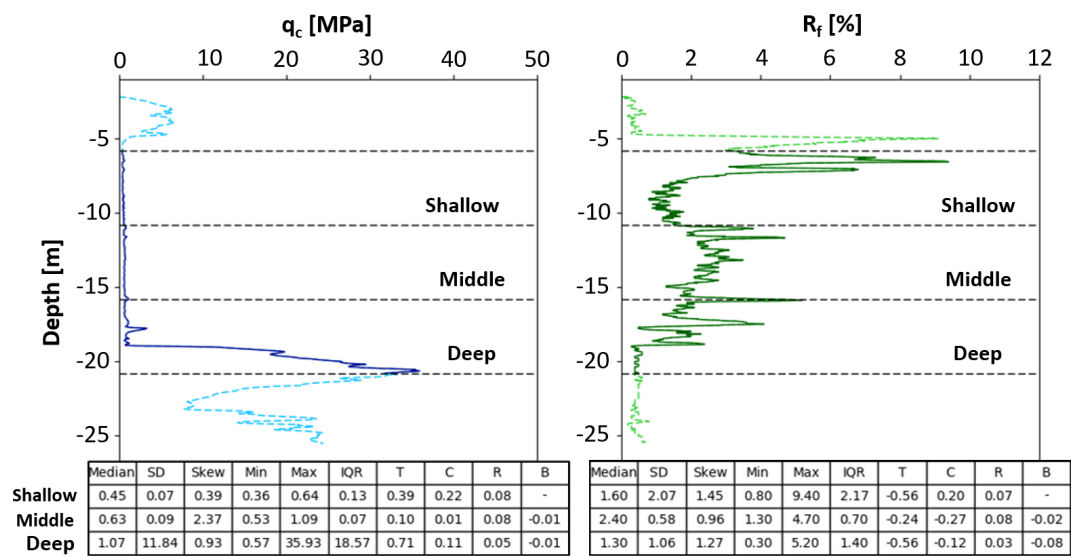 qc [MPa] Rf [%]
0 10 20 30 40 50 0 2 4 6 8 10 12
Depth [m]
-5 -5
Shallow Shallow
-10 -10
Middle Middle
-15 -15
Deep Deep
-20 -20
-25 -25
Median SD Skew Min Max IQR T C R B Median SD Skew Min Max IQR T C R B
Shallow 0.45 0.07 0.39 0.36 0.64 0.13 0.39 0.22 0.08 - 1.60 2.07 1.45 0.80 9.40 2.17 -0.56 0.20 0.07 -
Middle 0.63 0.09 2.37 0.53 1.09 0.07 0.10 0.01 0.08 -0.01 2.40 0.58 0.96 1.30 4.70 0.70 -0.24 -0.27 0.08 -0.02
Deep 1.07 11.84 0.93 0.57 35.93 18.57 0.71 0.11 0.05 -0.01 1.30 1.06 1.27 0.30 5.20 1.40 -0.56 -0.12 0.03 -0.08